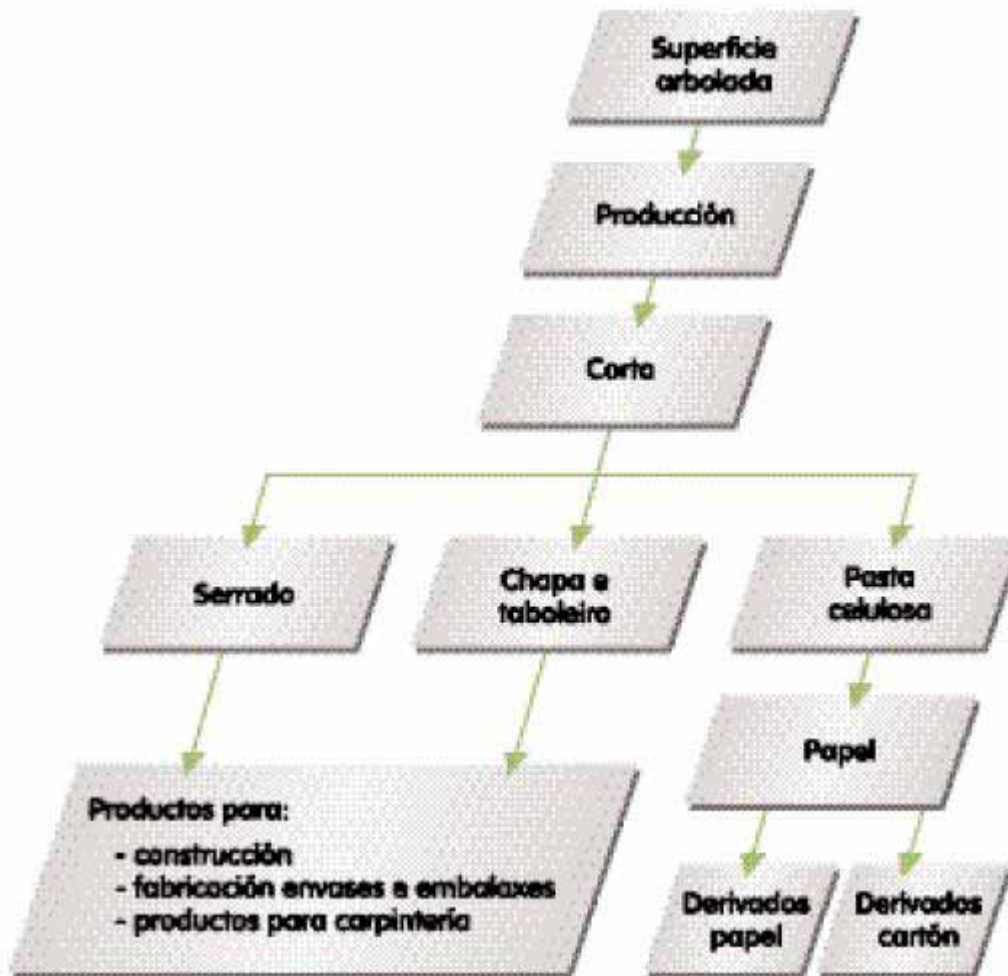 Superficie
arbolada
Producción
Corta
Serrado
Chapa e
taboleiro
Pasta
celulosa
Papel
Productos para:
- construcción
- fabricación envases e embalaxes
- productos para carpintería
Derivados
papel
Derivados
cartón